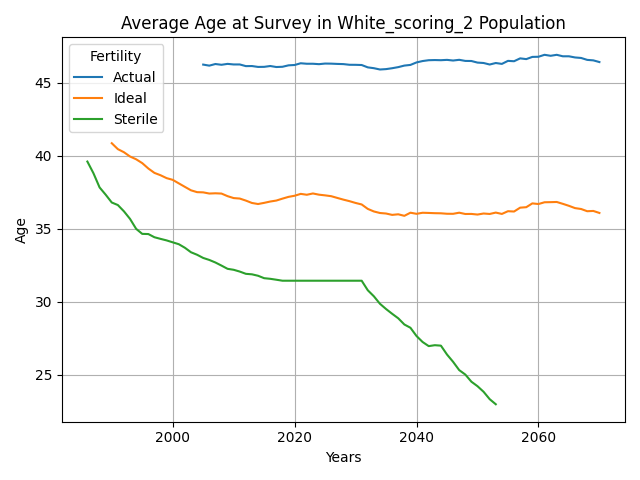 Average Age at Survey in White_scoring_2 Population
Fertility
Actual
Ideal
Sterile
Age
45
40
35
30
25
2000
2020
2040
2060
Years